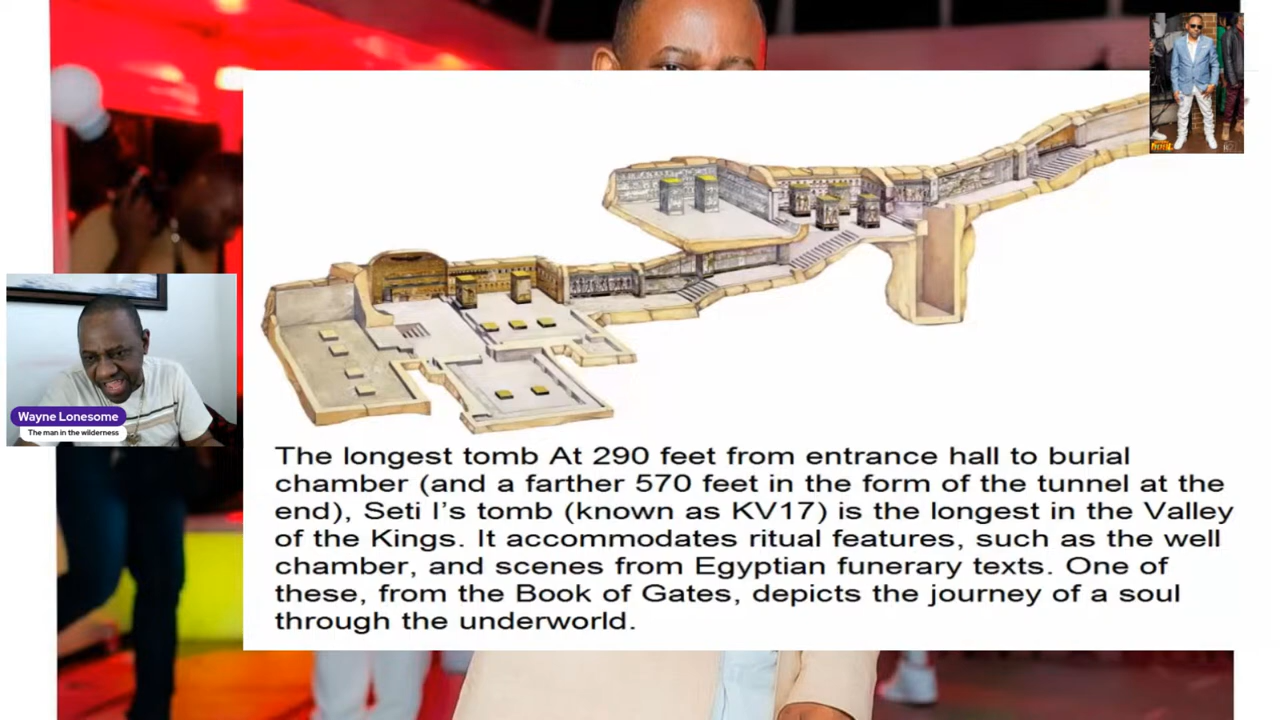 Wayne Lonesome
The man in the wilderness
The longest tomb At 290 feet from entrance hall to burial
chamber (and a farther 570 feet in the form of the tunnel at the
end), Seti I's tomb (known as KV17) is the longest in the Valley
of the Kings. It accommodates ritual features, such as the well
chamber, and scenes from Egyptian funerary texts. One of
these, from the Book of Gates, depicts the journey of a soul
through the underworld.